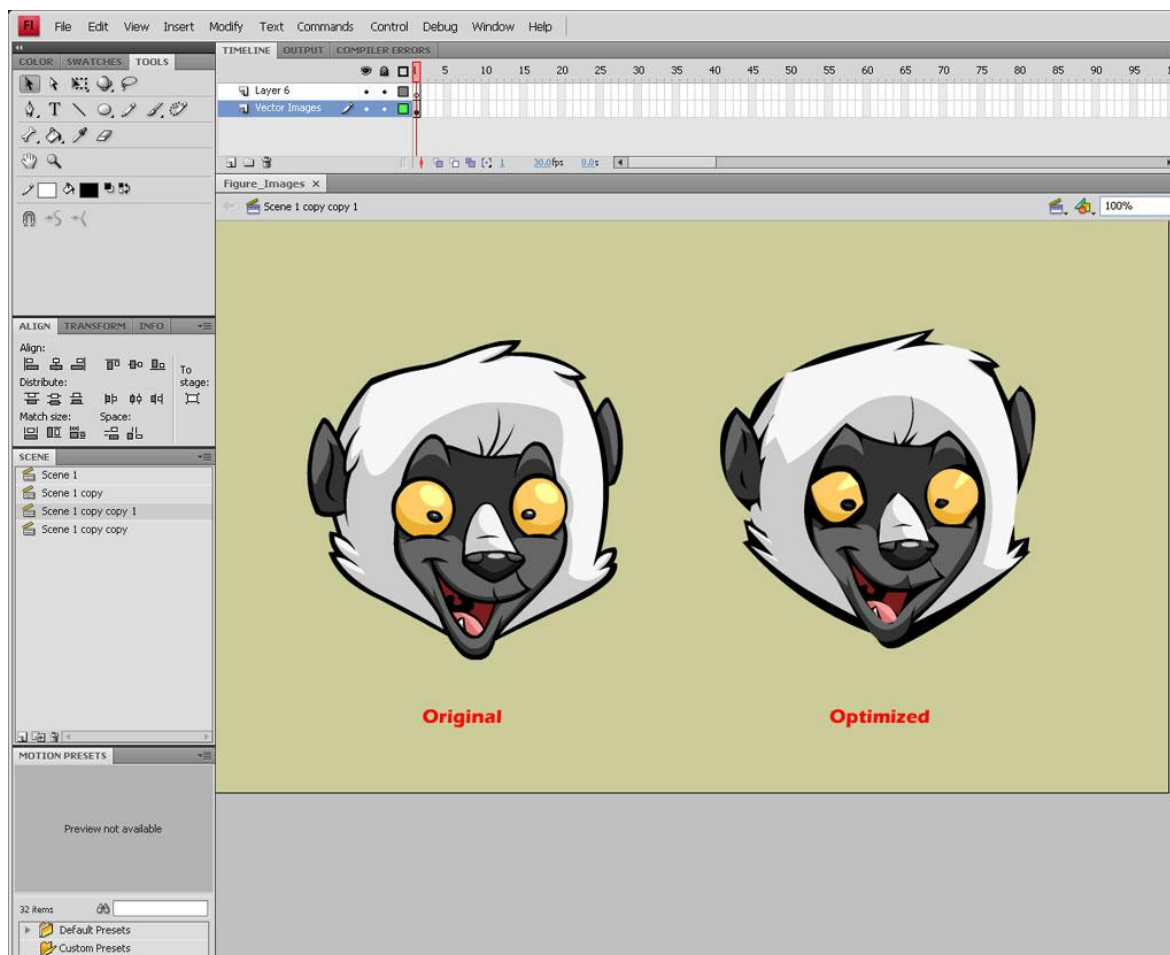 Fl File Edit View Insert Modify Text Commands Control Debug Window Help
COLOR SWATCHES TOOLS
TIMELINE OUTPUT COMPILER ERRORS
1 5 10 15 20 25 30 35 40 45 50 55 60 65 70 75 80 85 90 95
Layer 6
Vector Images
1 30.0fps 0.0s
Figure_Images
Scene 1 copy copy 1
100%
ALIGN TRANSFORM INFO
Align:
To
Distribute:
stage:
Match size: Space:
SCENE
Scene 1
Scene 1 copy
Scene 1 copy copy 1
Scene 1 copy copy
Original
Optimized
MOTION PRESETS
Preview not available
32 items
Default Presets
Custom Presets